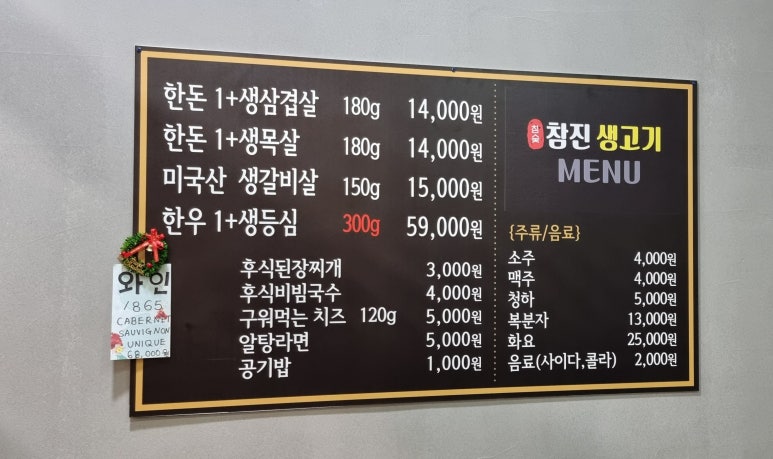 한돈 1+생삼겹살 180g 14,000원
한돈 1+생목살 180g 14,000원
미국산 생갈비살 150g 15,000원
한우 1+생등심 300g 59,000원
후식된장찌개 3,000원
후식비빔국수 4,000원
구워먹는 치즈 120g 5,000원
알탕라면 5,000원
공기밥 1,000원
참진 생고기
MENU
{주류/음료}
소주 4,000원
맥주 4,000원
청하 5,000원
복분자 13,000원
화요 25,000원
음료(사이다,콜라) 2,000원
와인
1865
CABERNET
SAUVIGNON
UNIQUE
68,000원